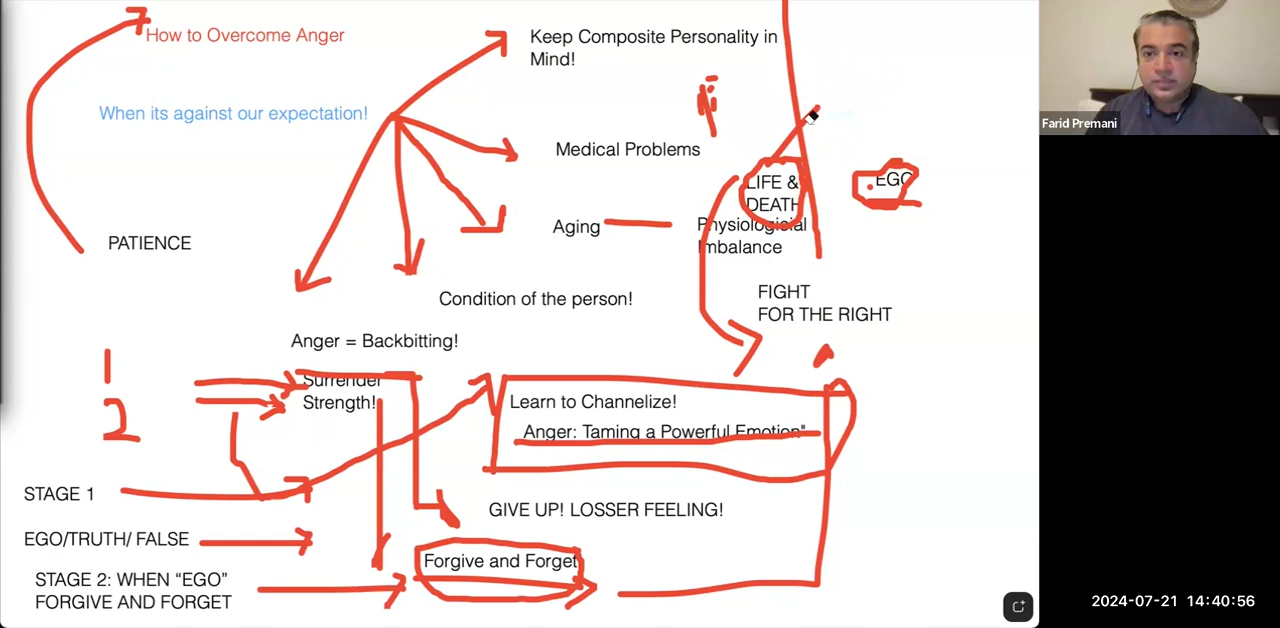 How to Overcome Anger
Keep Composite Personality in
Mind!
When its against our expectation!
Medical Problems
LIFE &
DEATH
EGO
Aging
Physiologicial
Imbalance
PATIENCE
FIGHT
FOR THE RIGHT
Condition of the person!
Anger = Backbitting!
1
2
Surrender
Strength!
Learn to Channelize!
Anger: Taming a Powerful Emotion"
STAGE 1
GIVE UP! LOSSER FEELING!
EGO/TRUTH/ FALSE
Forgive and Forget
STAGE 2: WHEN “EGO”
FORGIVE AND FORGET
Farid Premani
2024-07-21 14:40:56